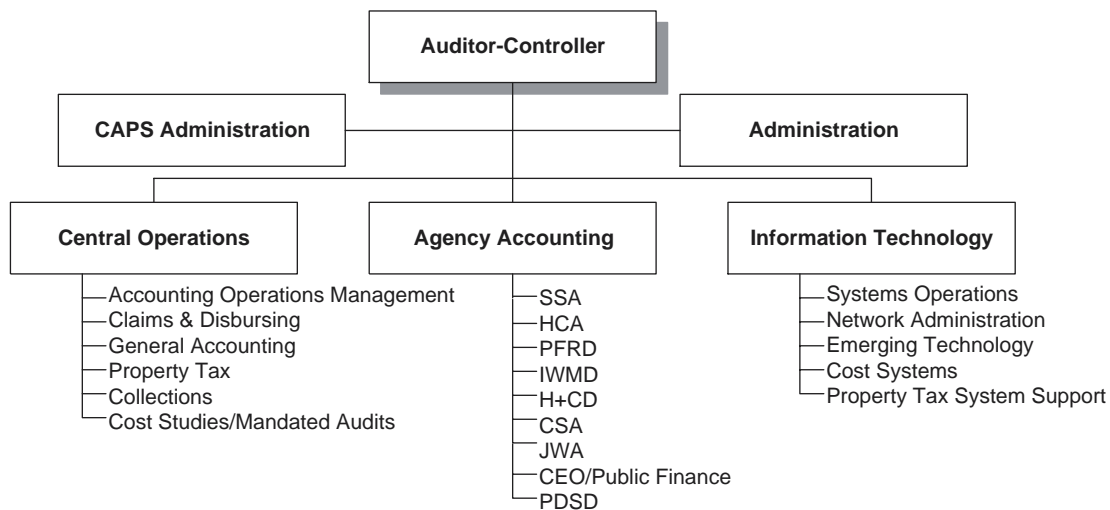 Auditor-Controller
CAPS Administration
Administration
Central Operations
Accounting Operations Management
Claims & Disbursing
General Accounting
Property Tax
Collections
Cost Studies/Mandated Audits
Agency Accounting
SSA
HCA
PFRD
IWMD
H+CD
CSA
JWA
CEO/Public Finance
PDSD
Information Technology
Systems Operations
Network Administration
Emerging Technology
Cost Systems
Property Tax System Support